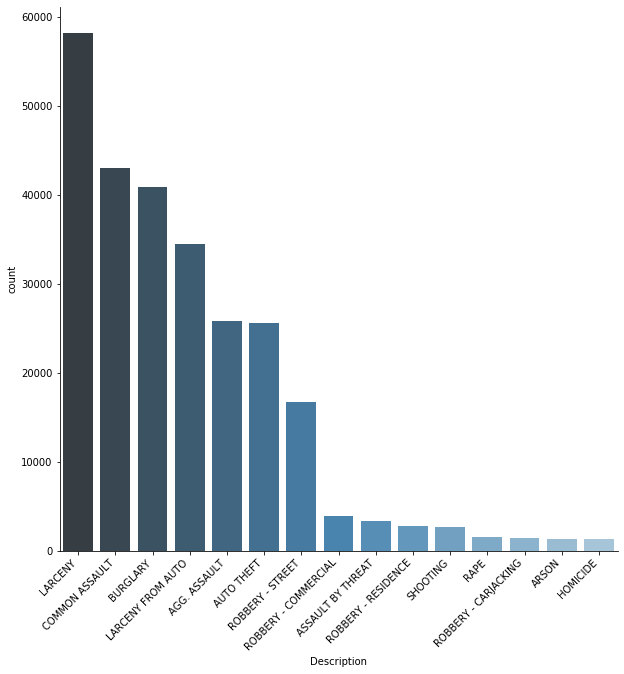 60000
50000
40000
30000
20000
10000
0
count
LARCENY
COMMON ASSAULT
BURGLARY
LARCENY FROM AUTO
AGG. ASSAULT
AUTO THEFT
ROBBERY - STREET
ROBBERY - COMMERCIAL
ASSAULT BY THREAT
ROBBERY - RESIDENCE
SHOOTING
RAPE
ROBBERY - CARJACKING
ARSON
HOMICIDE
Description